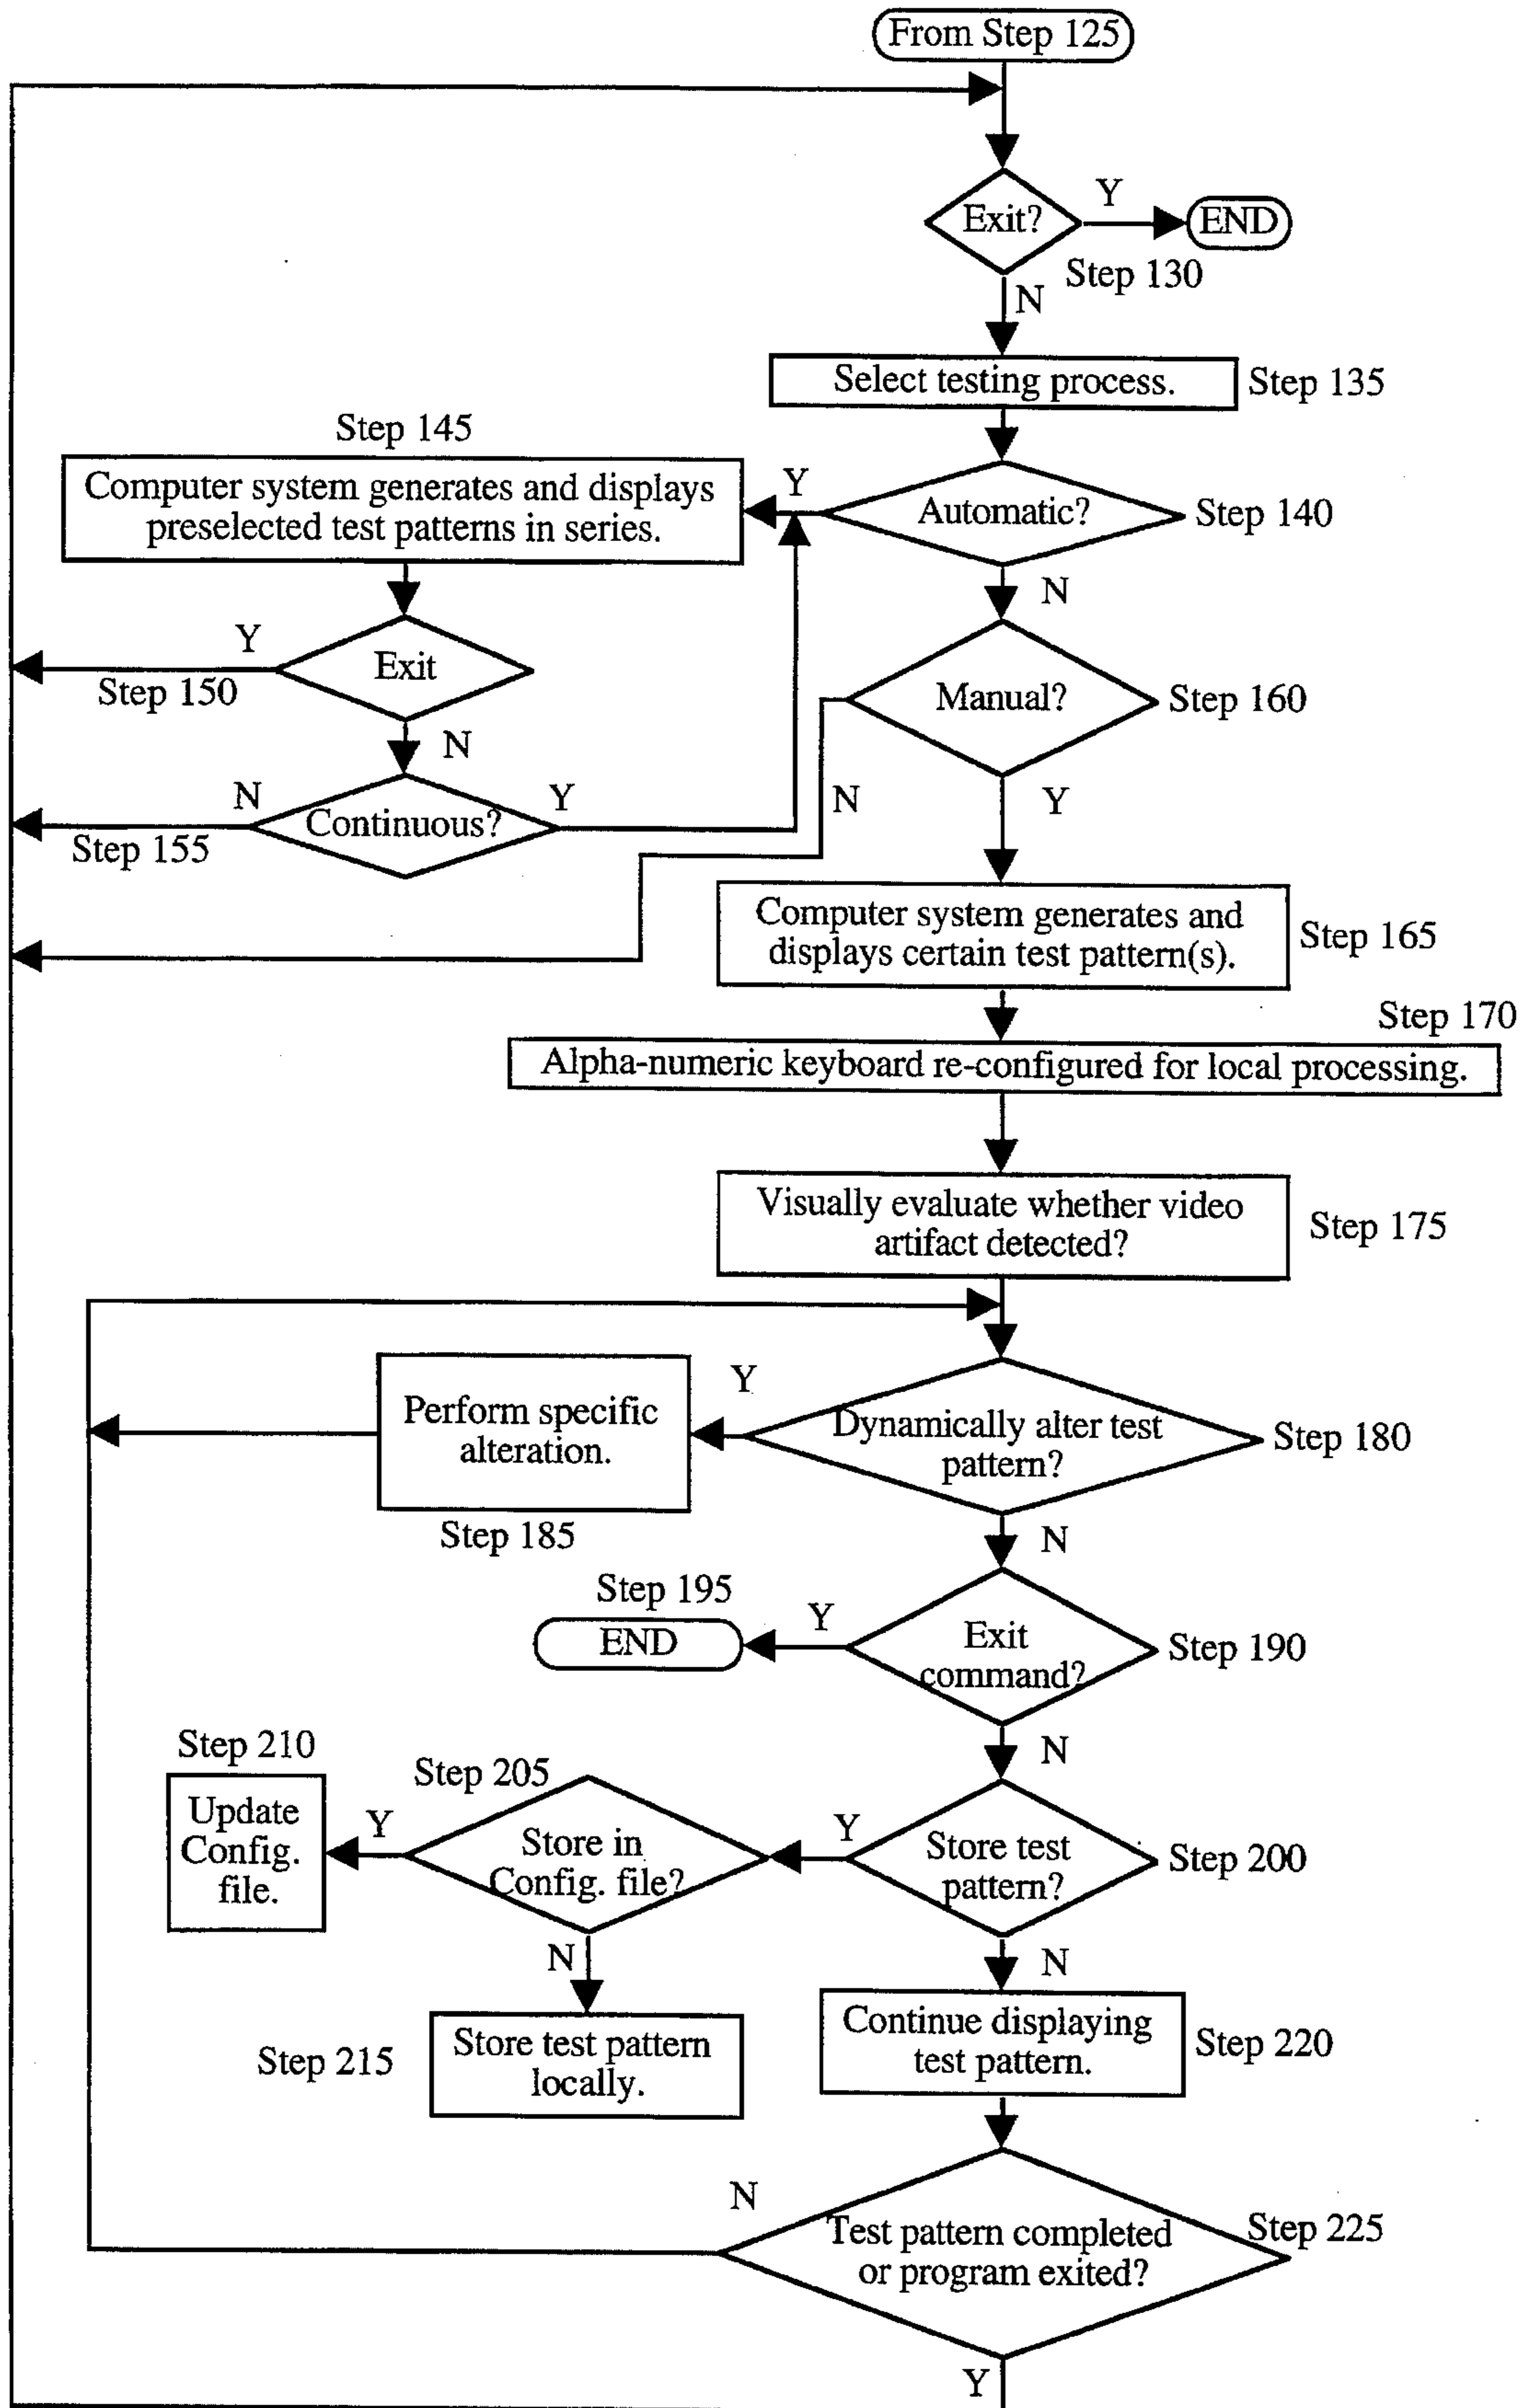 From Step 125
Exit?
Y
END
Step 130
N
Select testing process.
Step 135
Step 145
Computer system generates and displays
preselected test patterns in series.
Y
Automatic?
Step 140
N
Y
Exit
Step 150
N
Manual?
Step 160
N
Continuous?
Y
Step 155
N
Y
Computer system generates and
displays certain test pattern(s).
Step 165
Step 170
Alpha-numeric keyboard re-configured for local processing.
Visually evaluate whether video
artifact detected?
Step 175
Perform specific
alteration.
Y
Dynamically alter test
pattern?
Step 180
Step 185
N
Step 195
END
Y
Exit
command?
Step 190
N
Step 210
Update
Config.
file.
Y
Step 205
Store in
Config. file?
Y
Store test
pattern?
Step 200
N
N
Step 215
Store test pattern
locally.
Continue displaying
test pattern.
Step 220
N
Test pattern completed
or program exited?
Step 225
Y